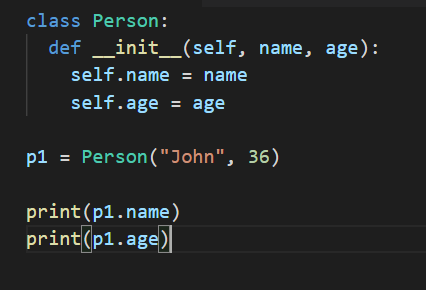 class Person:
  def __init__(self, name, age):
    self.name = name
    self.age = age

p1 = Person("John", 36)

print(p1.name)
print(p1.age)